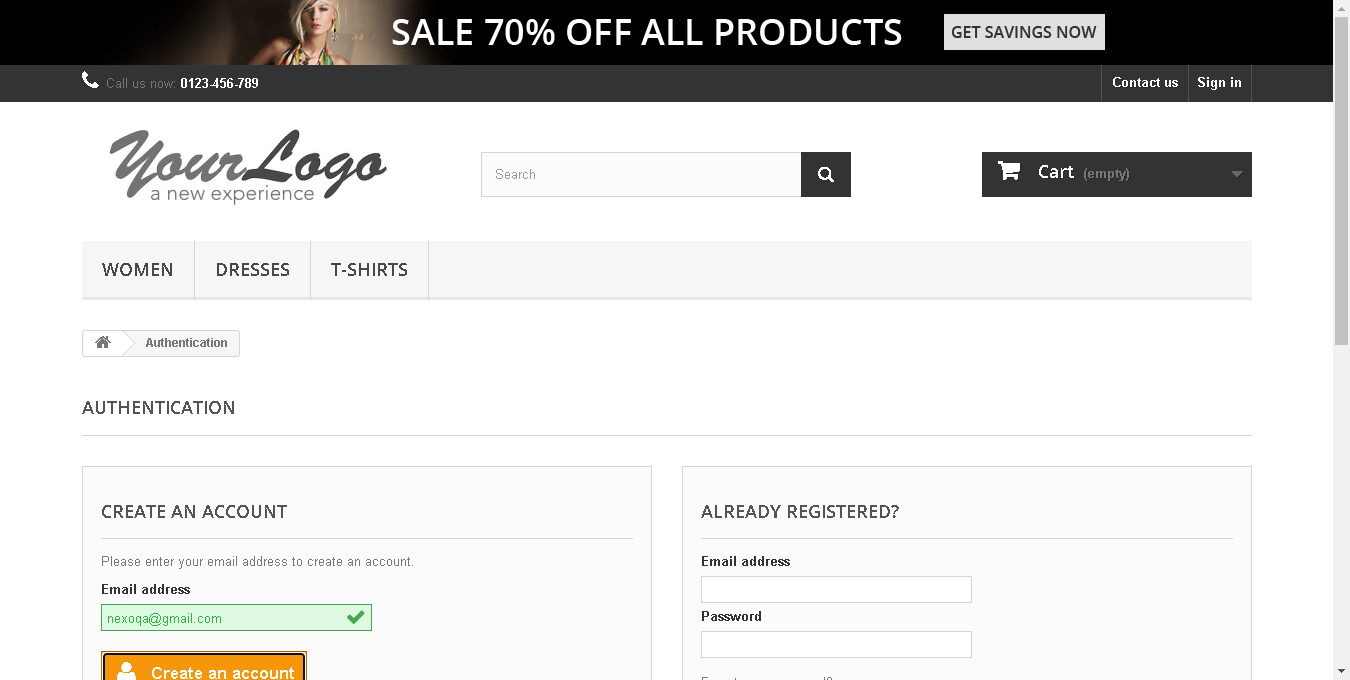 SALE 70% OFF ALL PRODUCTS GET SAVINGS NOW
Call us now: 0123-456-789 Contact us Sign in
YourLogo
a new experience
Search
Cart (empty)
WOMEN DRESSES T-SHIRTS
Authentication
AUTHENTICATION
CREATE AN ACCOUNT
Please enter your email address to create an account.
Email address
nexoqa@gmail.com
Create an account
ALREADY REGISTERED?
Email address
Password